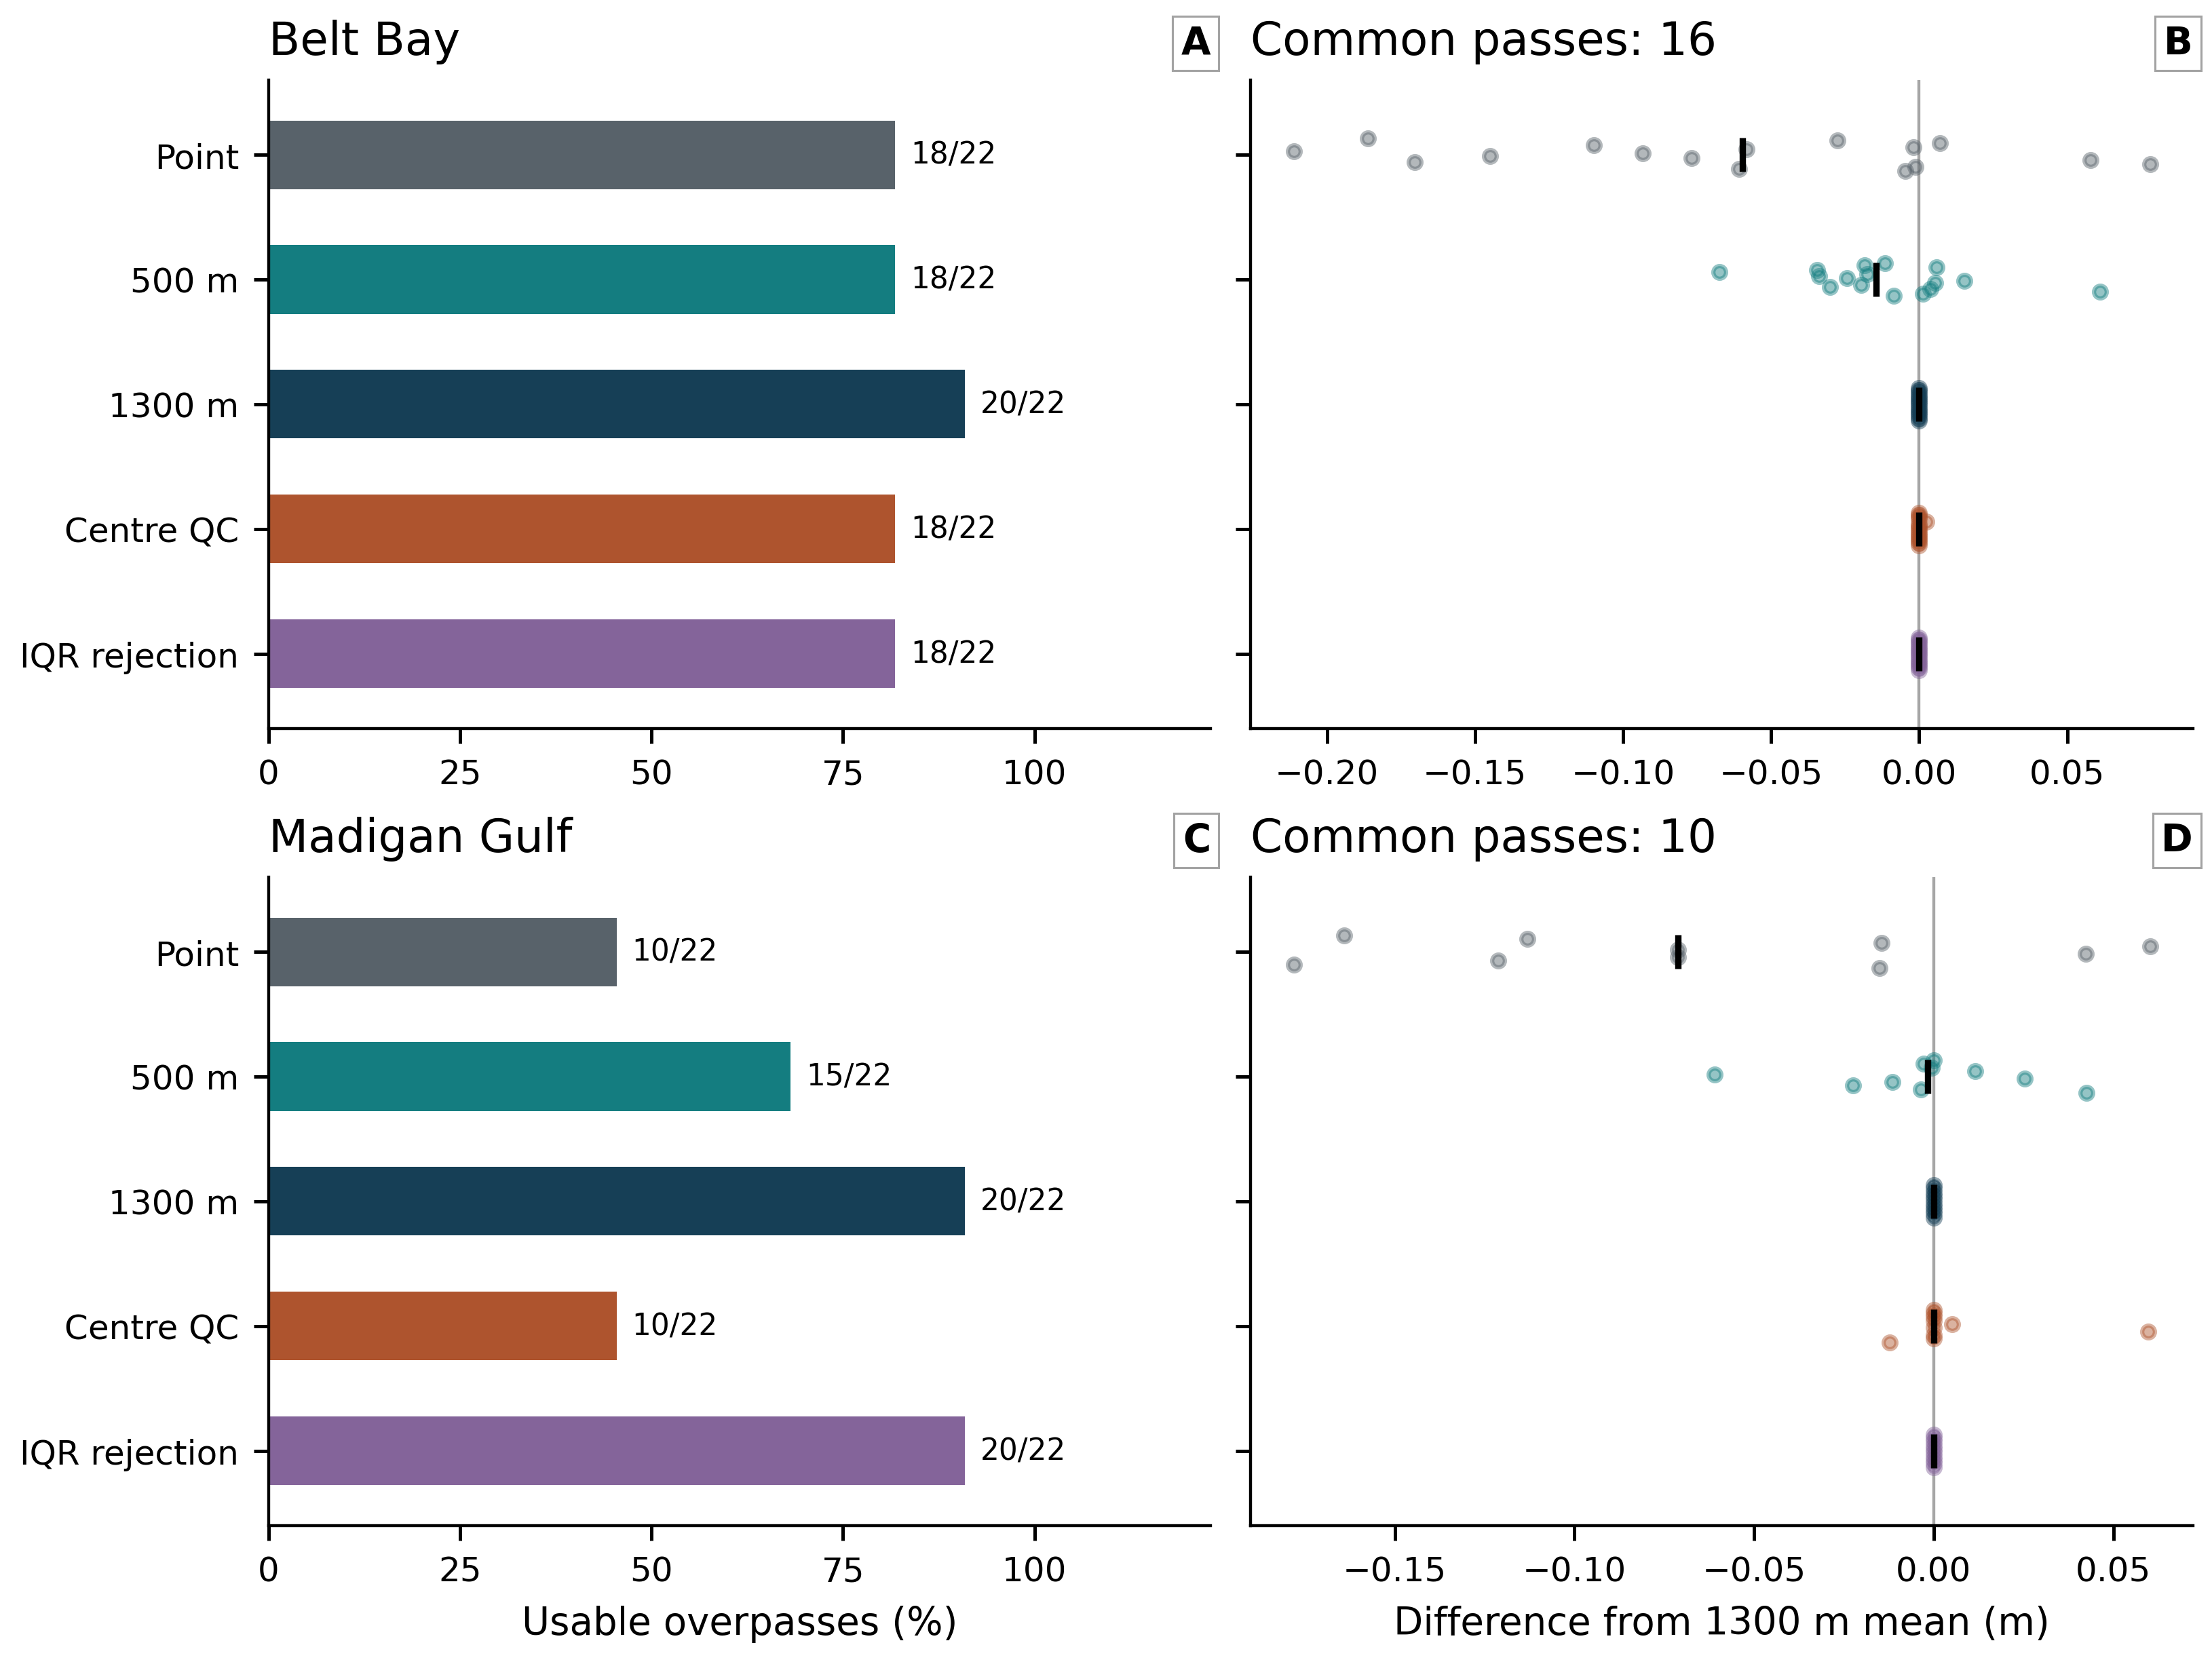 Belt Bay
A
Point
18/22
500 m
18/22
1300 m
20/22
Centre QC
18/22
IQR rejection
18/22
0 25 50 75 100
Common passes: 16
B
−0.20 −0.15 −0.10 −0.05 0.00 0.05
Madigan Gulf
C
Point
10/22
500 m
15/22
1300 m
20/22
Centre QC
10/22
IQR rejection
20/22
0 25 50 75 100
Usable overpasses (%)
Common passes: 10
D
−0.15 −0.10 −0.05 0.00 0.05
Difference from 1300 m mean (m)